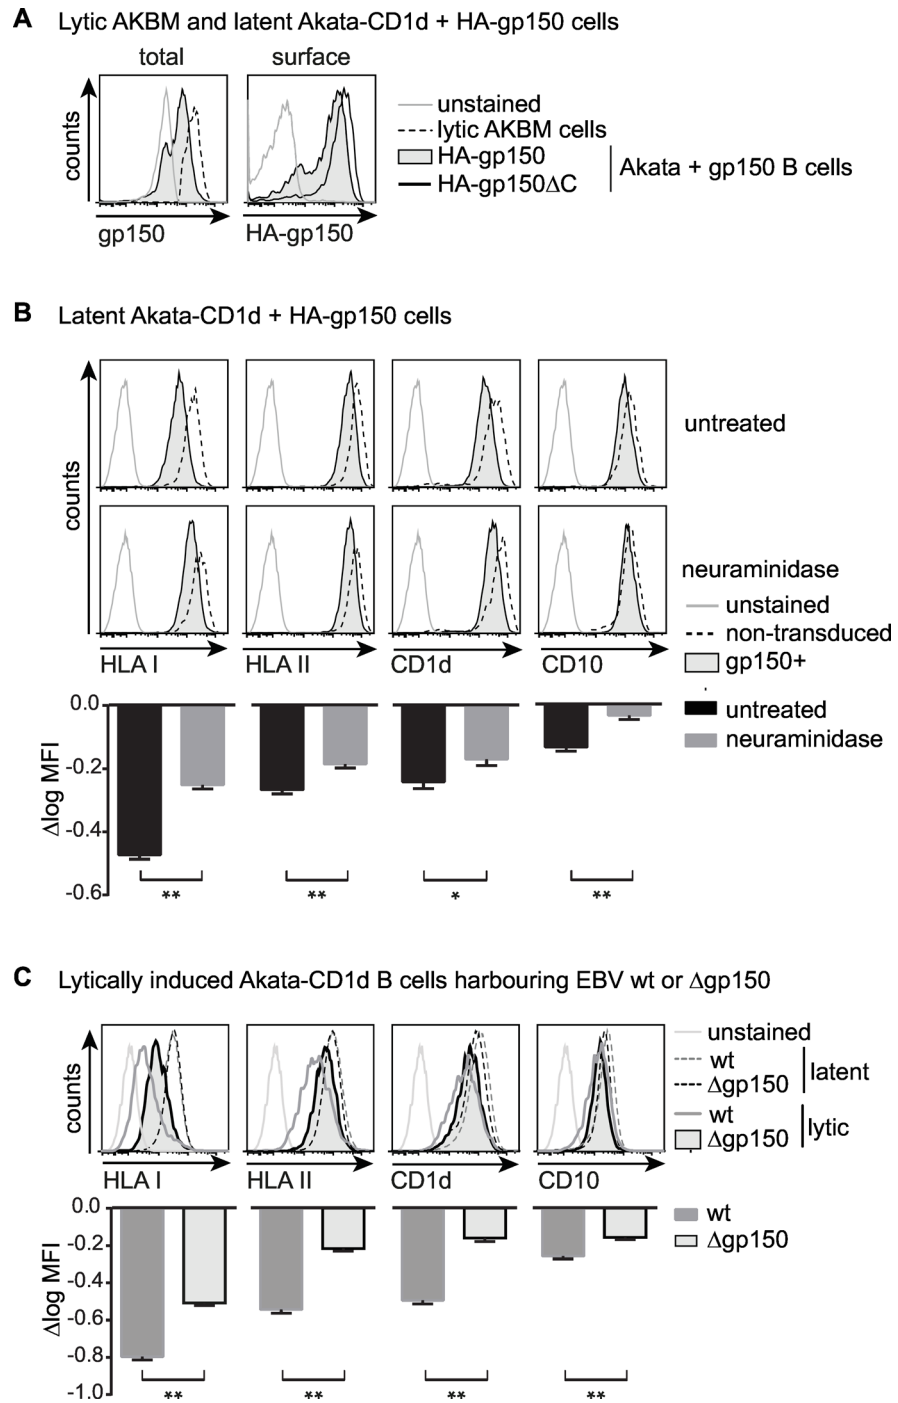 A Lytic AKBM and latent Akata-CD1d + HA-gp150 cells
total surface
counts
unstained
lytic AKBM cells
HA-gp150
HA-gp150ΔC
Akata + gp150 B cells
gp150 HA-gp150
B Latent Akata-CD1d + HA-gp150 cells
counts
untreated
neuraminidase
unstained
non-transduced
gp150+
HLA I HLA II CD1d CD10
untreated
neuraminidase
Δlog MFI
0.0
-0.2
-0.4
-0.6
** ** * **
C Lytically induced Akata-CD1d B cells harbouring EBV wt or Δgp150
counts
unstained
wt
Δgp150
latent
wt
Δgp150
lytic
HLA I HLA II CD1d CD10
wt
Δgp150
Δlog MFI
0.0
-0.2
-0.4
-0.6
-0.8
-1.0
** ** ** **